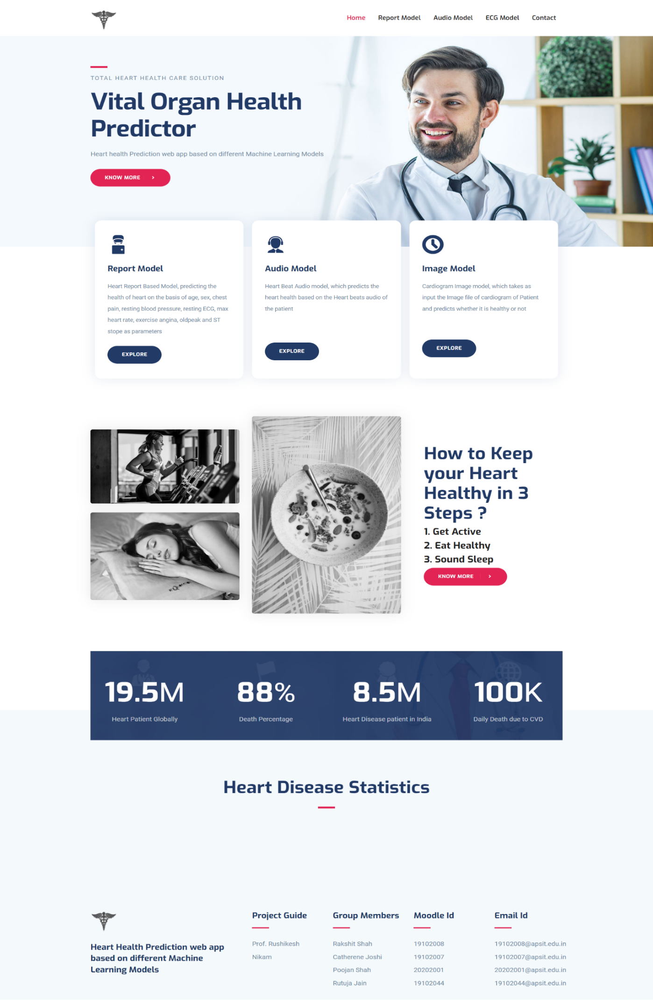 Home Report Model Audio Model ECG Model Contact
TOTAL HEART HEALTH CARE SOLUTION
Vital Organ Health
Predictor
Heart health Prediction web app based on different Machine Learning Models
KNOW MORE >
Report Model
Heart Report Based Model, predicting the
health of heart on the basis of age, sex, chest
pain, resting blood pressure, resting ECG, max
heart rate, exercise angina, oldpeak and ST
stope as parameters
EXPLORE
Audio Model
Heart Beat Audio model, which predicts the
heart health based on the Heart beats audio of
the patient
EXPLORE
Image Model
Cardiogram Image model, which takes as
input the Image file of cardiogram of Patient
and predicts whether it is healthy or not
EXPLORE
How to Keep
your Heart
Healthy in 3
Steps ?
1. Get Active
2. Eat Healthy
3. Sound Sleep
KNOW MORE >
19.5M
Heart Patient Globally
88%
Death Percentage
8.5M
Heart Disease patient in India
100K
Daily Death due to CVD
Heart Disease Statistics
Heart Health Prediction web app
based on different Machine
Learning Models
Project Guide
Prof. Rushikesh
Nikam
Group Members
Rakshit Shah
Catherene Joshi
Poojan Shah
Rutuja Jain
Moodle Id
19102008
19102007
20202001
19102044
Email Id
19102008@apsit.edu.in
19102007@apsit.edu.in
20202001@apsit.edu.in
19102044@apsit.edu.in